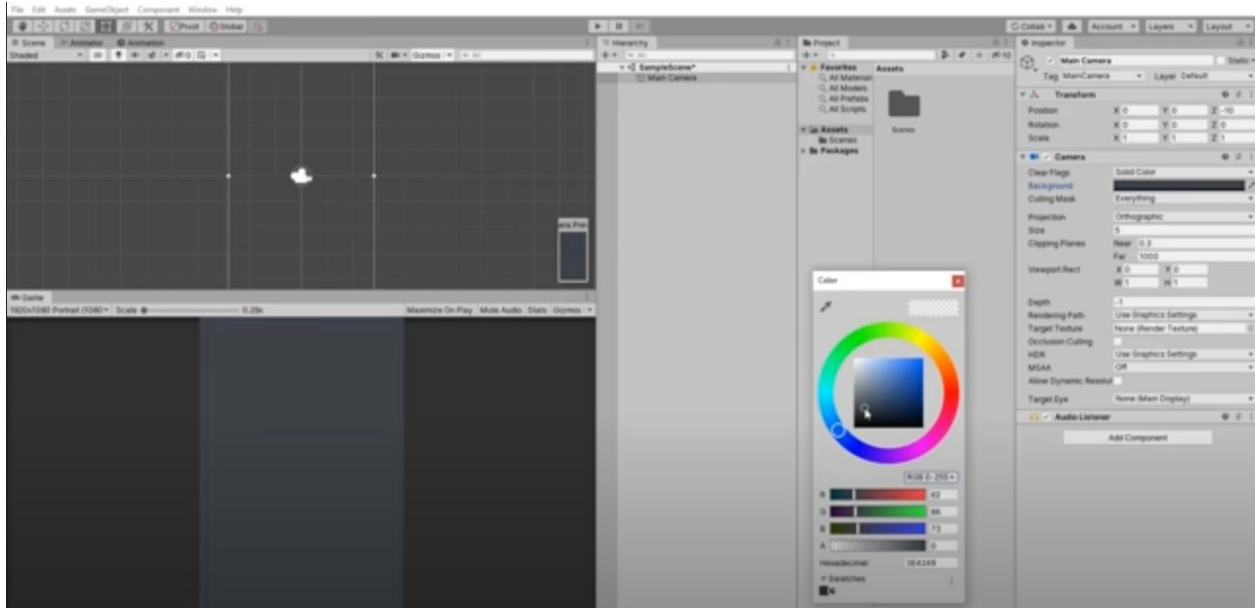 File Edit Assets GameObject Component Window Help
Pivot Global
Collab Account Layers Layout
Scene Animator Animation
Shaded 2D Gizmos All
Hierarchy
All
SampleScene*
Main Camera
Project
Favorites
All Material
All Models
All Prefabs
All Scripts
Assets
Scenes
Packages
Assets
Scenes
Inspector
Main Camera Static
Tag MainCamera Layer Default
Transform
Position X 0 Y 0 Z -10
Rotation X 0 Y 0 Z 0
Scale X 1 Y 1 Z 1
Camera
Clear Flags Solid Color
Background
Culling Mask Everything
Projection Orthographic
Size 5
Clipping Planes Near 0.3
Far 1000
Viewport Rect X 0 Y 0
W 1 H 1
Depth -1
Rendering Path Use Graphics Settings
Target Texture None (Render Texture)
Occlusion Culling
HDR Use Graphics Settings
MSAA Off
Allow Dynamic Resolut
Target Eye None (Main Display)
Audio Listener
Add Component
era Prev
Game
1920x1080 Portrait (1080 Scale 0.29x Maximize On Play Mute Audio Stats Gizmos
Color
RGB 0-255
R 62
G 66
B 73
A 0
Hexadecimal 3E4249
Swatches